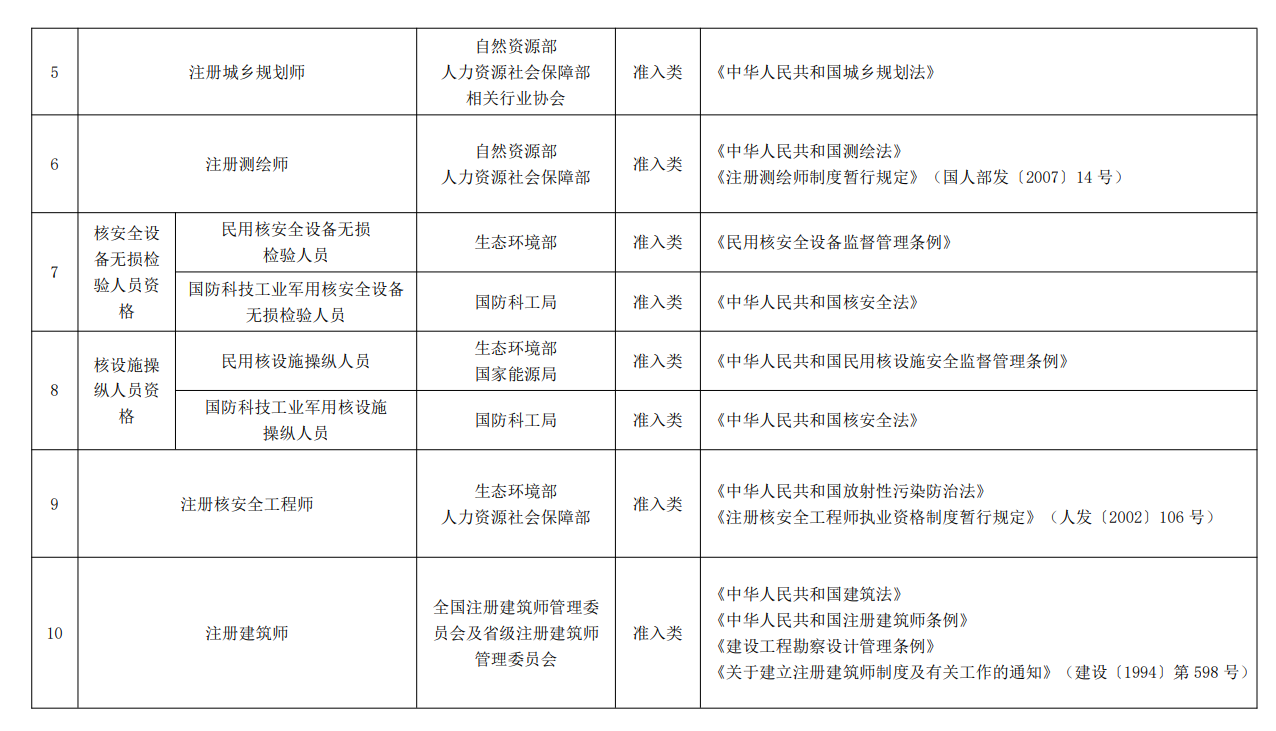 5
注册城乡规划师
自然资源部
人力资源社会保障部
相关行业协会
准入类
《中华人民共和国城乡规划法》
6
注册测绘师
自然资源部
人力资源社会保障部
准入类
《中华人民共和国测绘法》
《注册测绘师制度暂行规定》（国人部发〔2007〕14 号）
7
核安全设
备无损检
验人员资
格
民用核安全设备无损
检验人员
生态环境部
准入类
《民用核安全设备监督管理条例》
国防科技工业军用核安全设备
无损检验人员
国防科工局
准入类
《中华人民共和国核安全法》
8
核设施操
纵人员资
格
民用核设施操纵人员
生态环境部
国家能源局
准入类
《中华人民共和国民用核设施安全监督管理条例》
国防科技工业军用核设施
操纵人员
国防科工局
准入类
《中华人民共和国核安全法》
9
注册核安全工程师
生态环境部
人力资源社会保障部
准入类
《中华人民共和国放射性污染防治法》
《注册核安全工程师执业资格制度暂行规定》（人发〔2002〕106 号）
10
注册建筑师
全国注册建筑师管理委
员会及省级注册建筑师
管理委员会
准入类
《中华人民共和国建筑法》
《中华人民共和国注册建筑师条例》
《建设工程勘察设计管理条例》
《关于建立注册建筑师制度及有关工作的通知》（建设〔1994〕第 598 号）